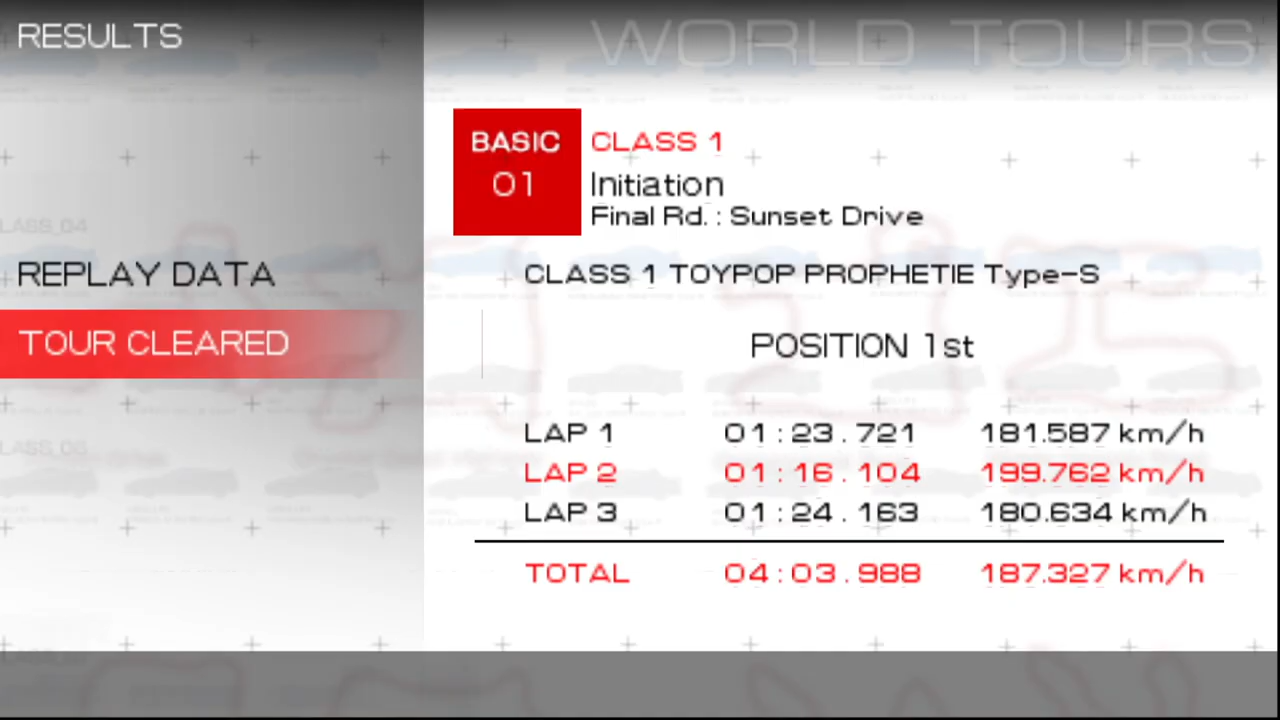 RESULTS
WORLD TOURS
BASIC
01
CLASS 1
Initiation
Final Rd. : Sunset Drive
REPLAY DATA
TOUR CLEARED
CLASS 1 TOYPOP PROPHETIE Type-S
POSITION 1st
LAP 1 01:23.721 181.587 km/h
LAP 2 01:16.104 199.762 km/h
LAP 3 01:24.163 180.634 km/h
TOTAL 04:03.988 187.327 km/h
CLASS_04
CLASS_06